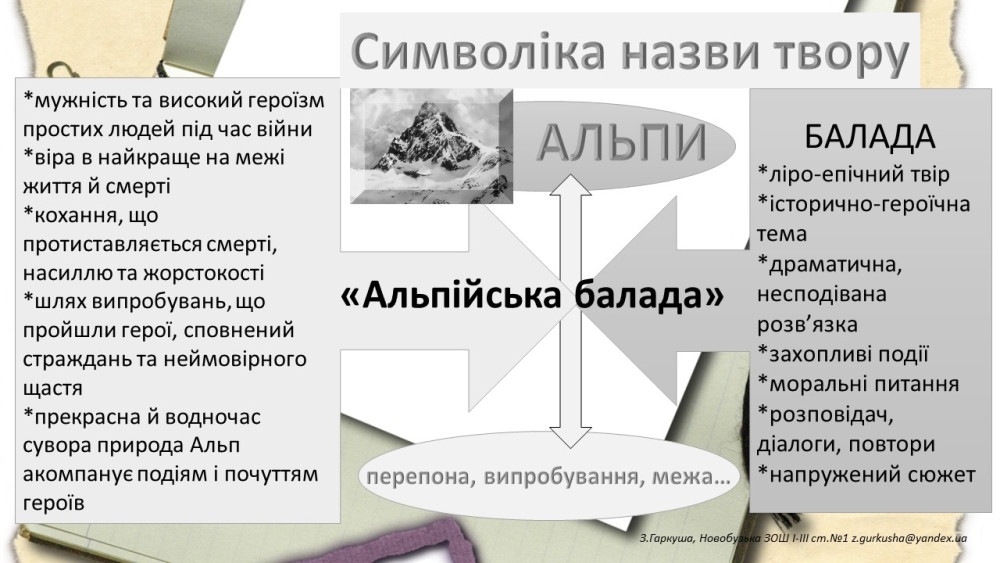 Символіка назви твору
*мужність та високий героїзм
простих людей під час війни
*віра в найкраще на межі
життя й смерті
*кохання, що
протиставляється смерті,
насиллю та жорстокості
*шлях випробувань, що
пройшли герої, сповнений
страждань та неймовірного
щастя
*прекрасна й водночас
сувора природа Альп
акомпанує подіям і почуттям
героїв
АЛЬПИ
«Альпійська балада»
перепона, випробування, межа…
БАЛАДА
*ліро-епічний твір
*історично-героїчна
тема
*драматична,
несподівана
розв’язка
*захопливі події
*моральні питання
*розповідач,
діалоги, повтори
*напружений сюжет
З.Гаркуша, Новобузька ЗОШ І-ІІІ ст.№1 z.gurkusha@yandex.ua